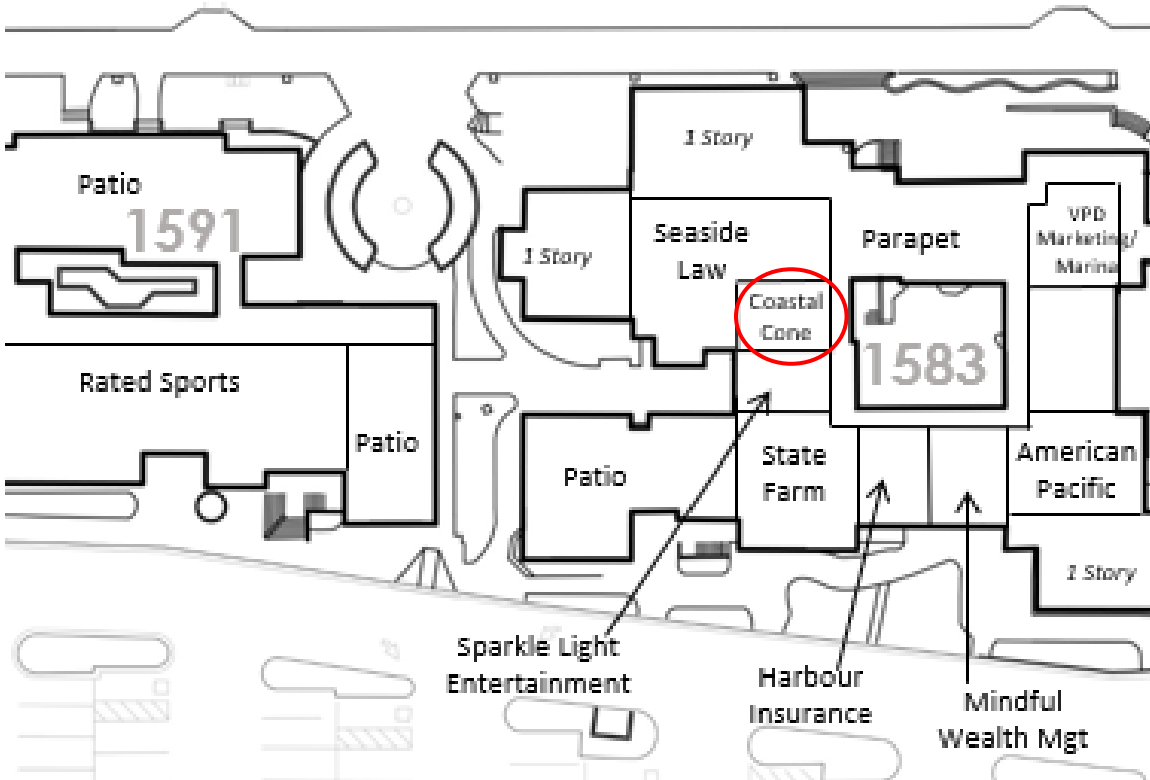 1 Story
Patio
1591
Seaside
Law
Parapet
VPD
Marketing/
Marina
1 Story
Coastal
Cone
1583
Rated Sports
Patio
Patio
State
Farm
American
Pacific
1 Story
Sparkle Light
Entertainment
Harbour
Insurance
Mindful
Wealth Mgt